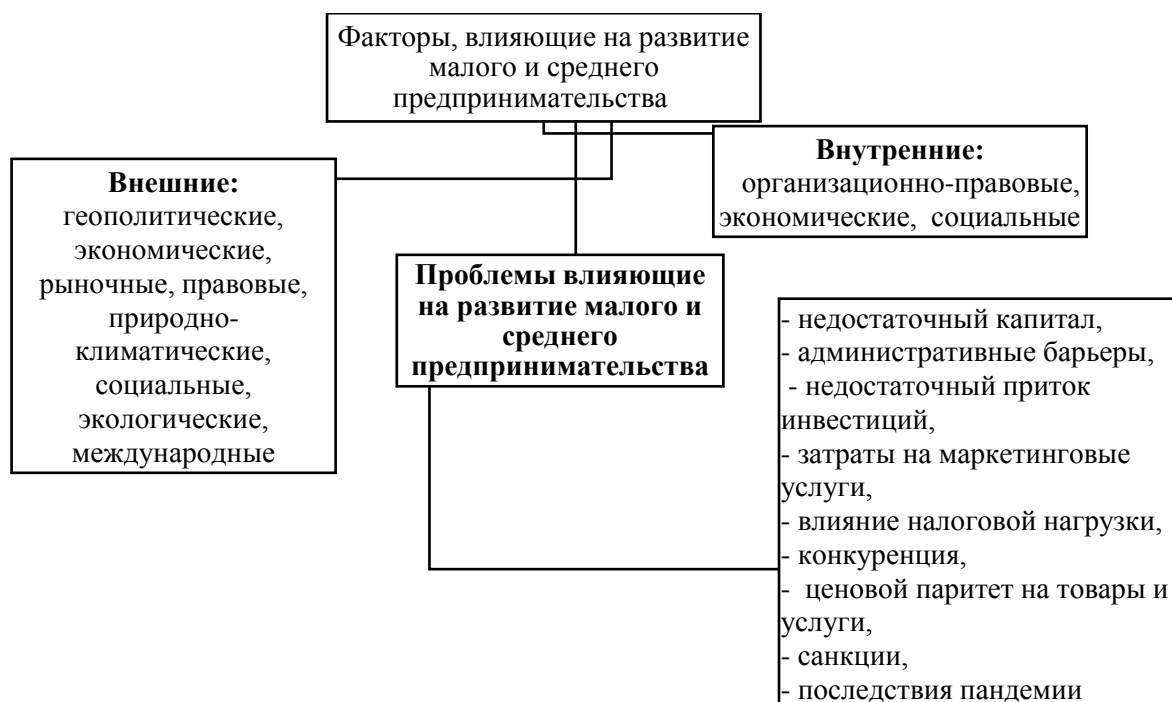 Факторы, влияющие на развитие
малого и среднего
предпринимательства
Внешние:
геополитические,
экономические,
рыночные, правовые,
природно-
климатические,
социальные,
экологические,
международные
Внутренние:
организационно-правовые,
экономические, социальные
Проблемы влияющие
на развитие малого и
среднего
предпринимательства
- недостаточный капитал,
- административные барьеры,
- недостаточный приток
инвестиций,
- затраты на маркетинговые
услуги,
- влияние налоговой нагрузки,
- конкуренция,
- ценовой паритет на товары и
услуги,
- санкции,
- последствия пандемии